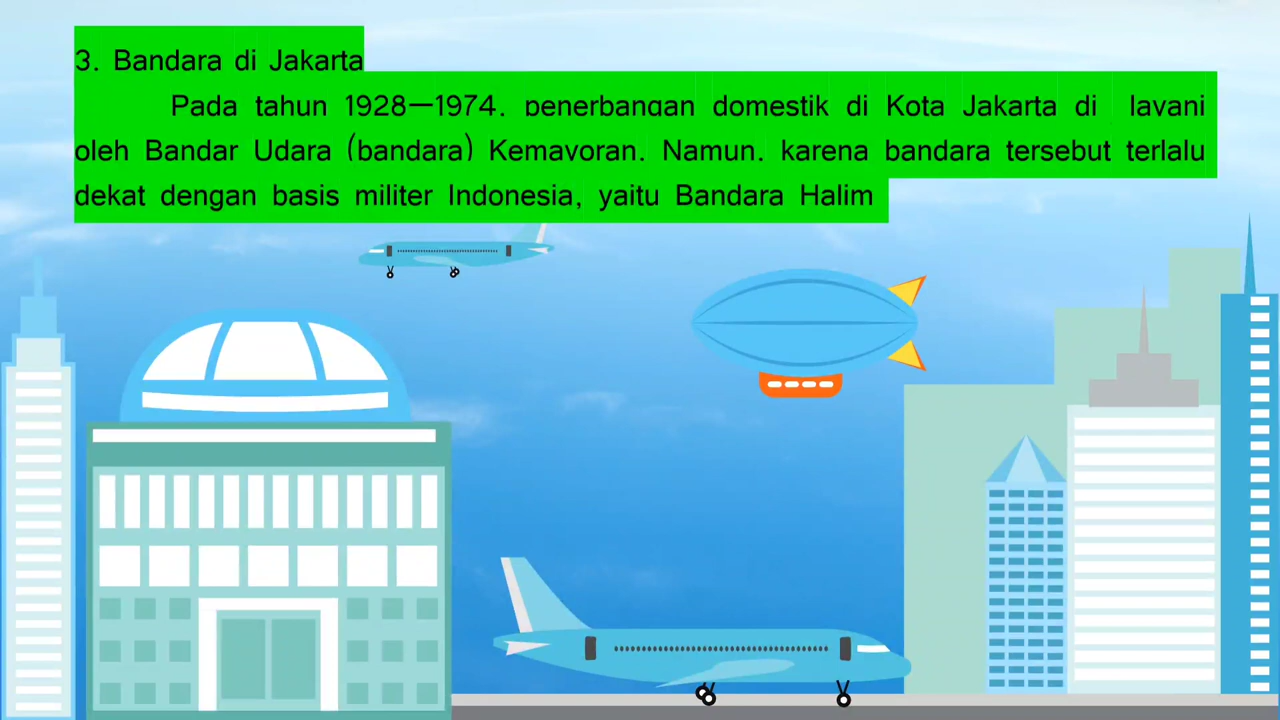 3. Bandara di Jakarta
Pada tahun 1928—1974, penerbangan domestik di Kota Jakarta di layani
oleh Bandar Udara (bandara) Kemayoran. Namun, karena bandara tersebut terlalu
dekat dengan basis militer Indonesia, yaitu Bandara Halim